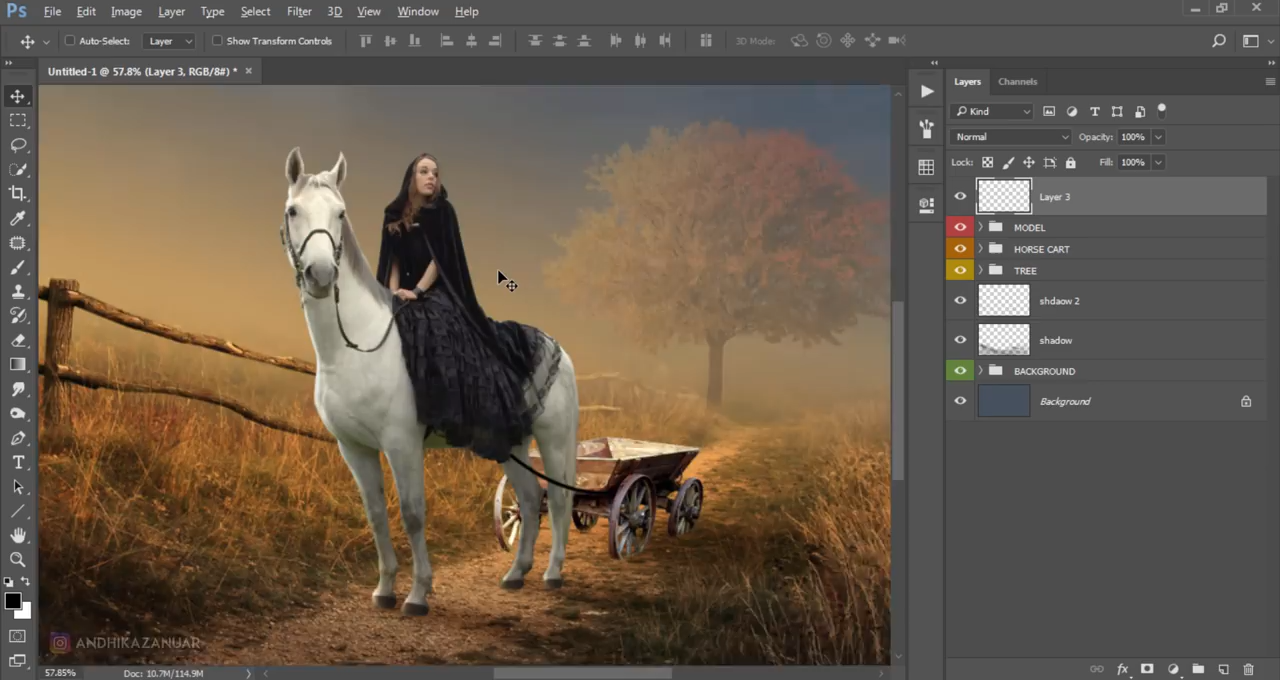 Ps File Edit Image Layer Type Select Filter 3D View Window Help
Auto-Select: Layer Show Transform Controls 3D Mode:
Untitled-1 @ 57.8% (Layer 3, RGB/8#) * ×
Layers Channels
Kind
Normal Opacity: 100%
Lock: Fill: 100%
Layer 3
MODEL
HORSE CART
TREE
shdaow 2
shadow
BACKGROUND
Background
ANDHIKAZANUAR
57.85% Doc: 10.7M/114.9M